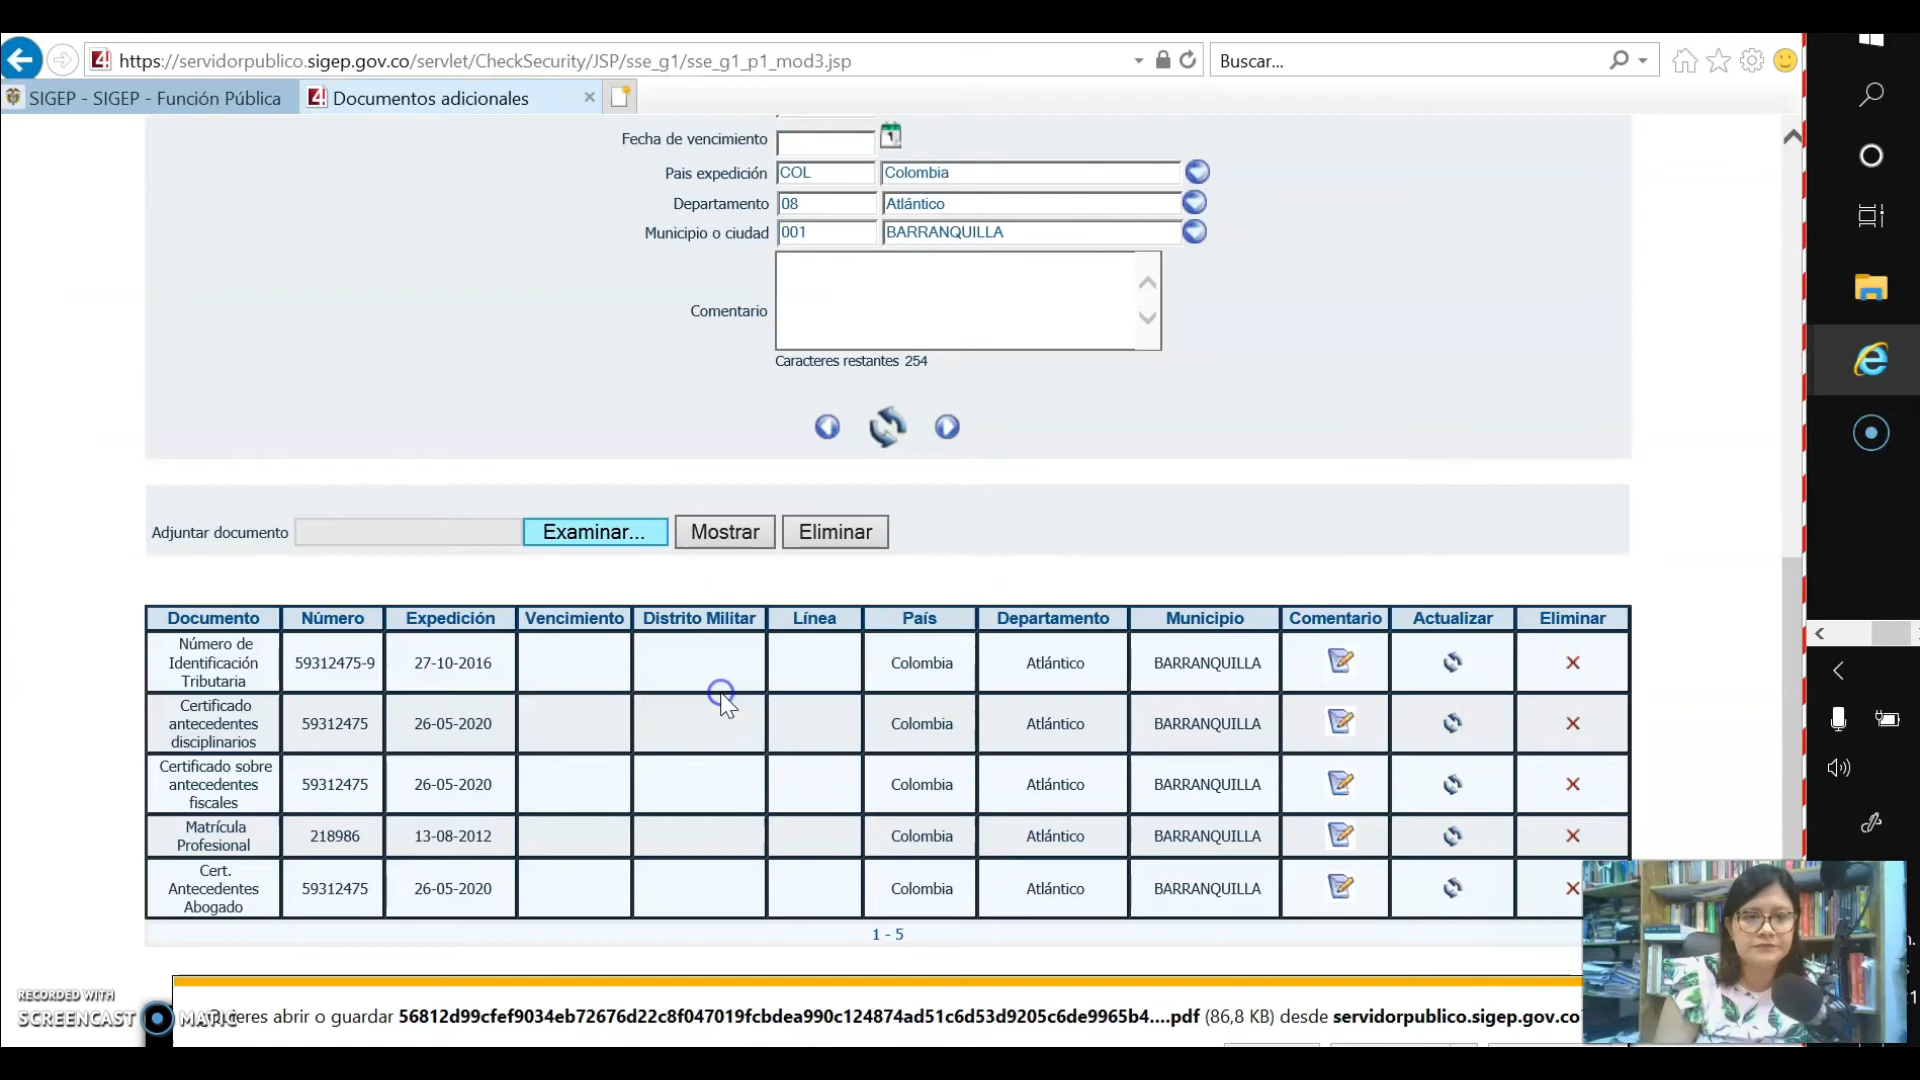 https://servidorpublico.sigep.gov.co/servlet/CheckSecurity/JSP/sse_g1/sse_g1_p1_mod3.jsp
Buscar...
SIGEP - SIGEP - Función Pública
Documentos adicionales
Fecha de vencimiento
Pais expedición COL Colombia
Departamento 08 Atlántico
Municipio o ciudad 001 BARRANQUILLA
Comentario
Caracteres restantes 254
Adjuntar documento Examinar... Mostrar Eliminar
Documento Número Expedición Vencimiento Distrito Militar Línea País Departamento Municipio Comentario Actualizar Eliminar
Número de Identificación Tributaria 59312475-9 27-10-2016 Colombia Atlántico BARRANQUILLA
Certificado antecedentes disciplinarios 59312475 26-05-2020 Colombia Atlántico BARRANQUILLA
Certificado sobre antecedentes fiscales 59312475 26-05-2020 Colombia Atlántico BARRANQUILLA
Matrícula Profesional 218986 13-08-2012 Colombia Atlántico BARRANQUILLA
Cert. Antecedentes Abogado 59312475 26-05-2020 Colombia Atlántico BARRANQUILLA
1 - 5
RECORDED WITH
SCREENCAST MATIC
abrir o guardar 56812d99cfef9034eb72676d22c8f047019fcbdea990c124874ad51c6d53d9205c6de9965b4....pdf (86,8 KB) desde servidorpublico.sigep.gov.co